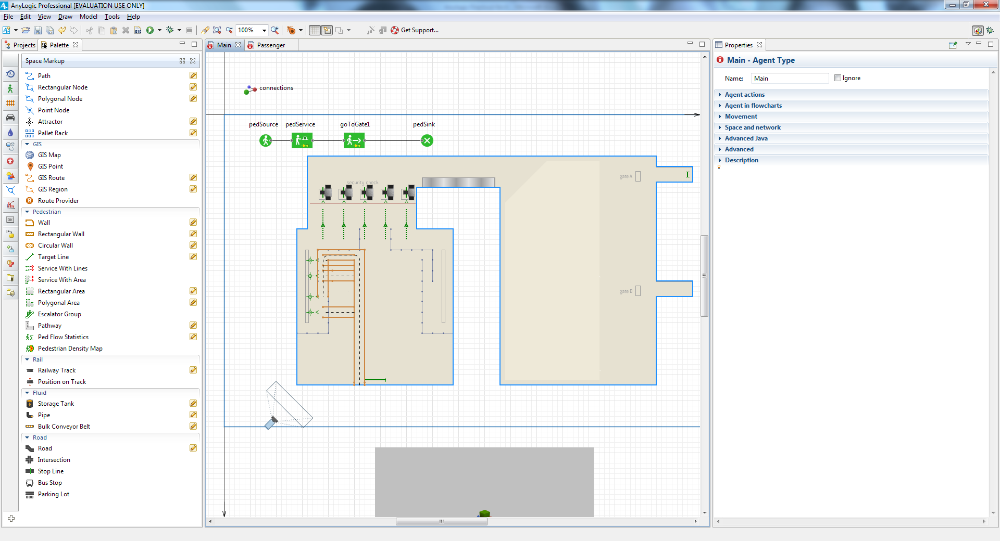 AnyLogic Professional [EVALUATION USE ONLY]
File Edit View Draw Model Tools Help
100% Get Support...
Projects Palette
Main Passenger
Properties
Space Markup
Path
Rectangular Node
Polygonal Node
Point Node
Attractor
Pallet Rack
GIS
GIS Map
GIS Point
GIS Route
GIS Region
Route Provider
Pedestrian
Wall
Rectangular Wall
Circular Wall
Target Line
Service With Lines
Service With Area
Rectangular Area
Polygonal Area
Escalator Group
Pathway
Ped Flow Statistics
Pedestrian Density Map
Rail
Railway Track
Position on Track
Fluid
Storage Tank
Pipe
Bulk Conveyor Belt
Road
Road
Intersection
Stop Line
Bus Stop
Parking Lot
OK
connections
pedSource pedService goToGate1 pedSink
security check
gate A
gate B
Main - Agent Type
Name: Main Ignore
Agent actions
Agent in flowcharts
Movement
Space and network
Advanced Java
Advanced
Description